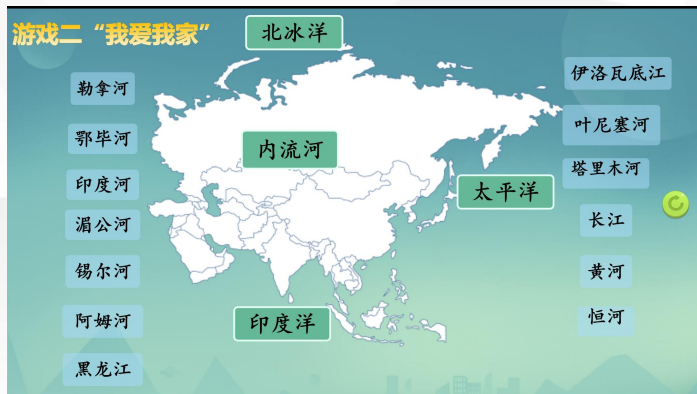 游戏二“我爱我家”
北冰洋
勒拿河
鄂毕河
印度河
湄公河
锡尔河
阿姆河
黑龙江
内流河
太平洋
印度洋
伊洛瓦底江
叶尼塞河
塔里木河
长江
黄河
恒河